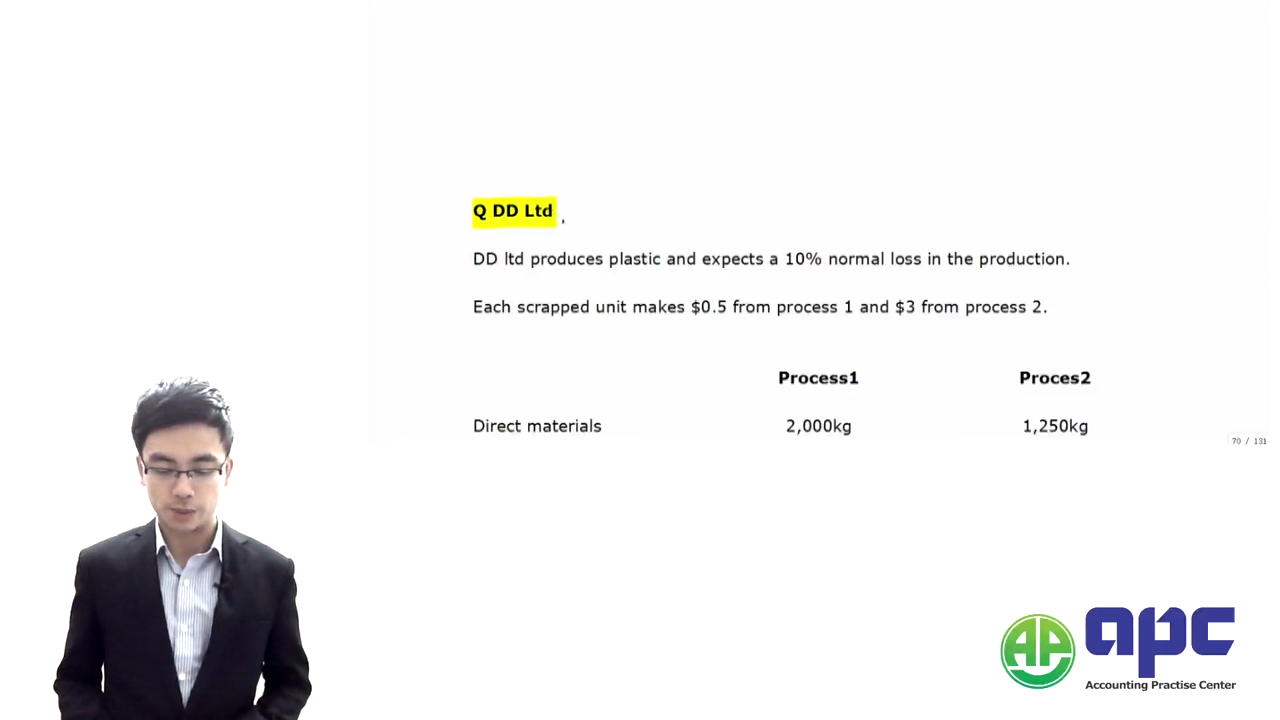 Q DD Ltd
DD ltd produces plastic and expects a 10% normal loss in the production.
Each scrapped unit makes $0.5 from process 1 and $3 from process 2.
Process1 Proces2
Direct materials 2,000kg 1,250kg
70 / 131
AP apc
Accounting Practise Center